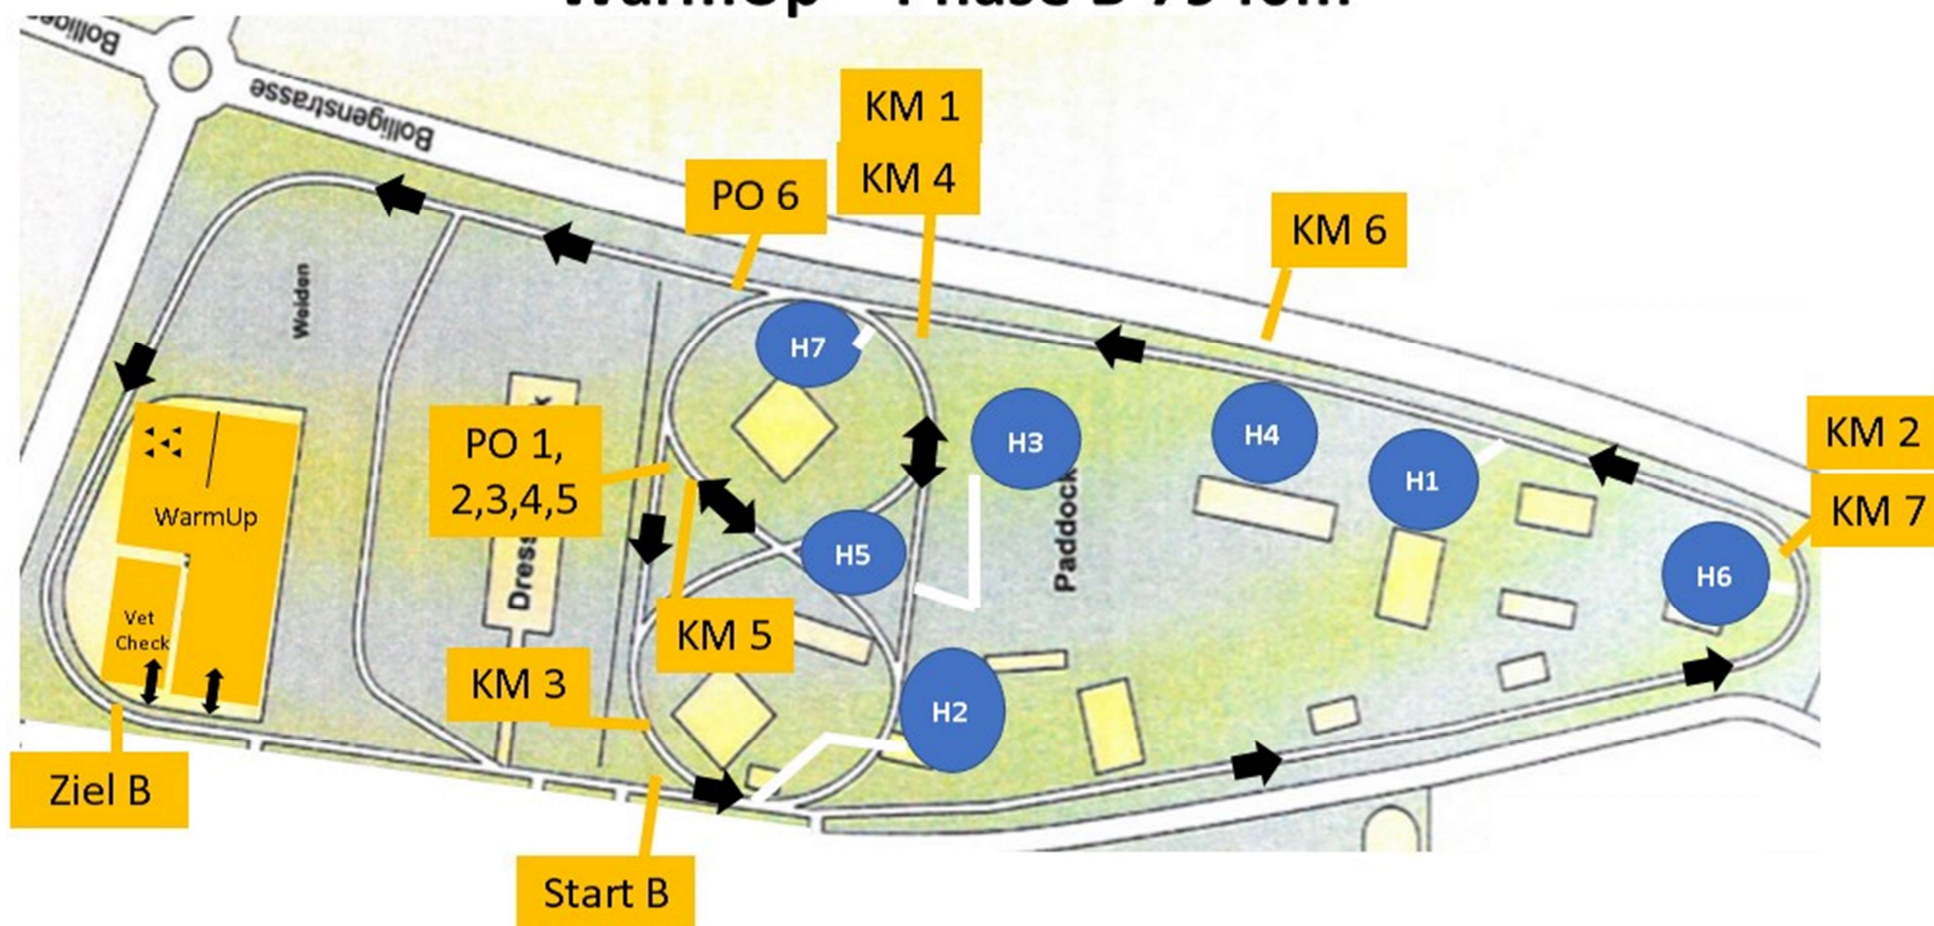 Bolligenstrasse
KM 1
KM 4
PO 6
KM 6
Weiden
H7
KM 2
KM 7
PO 1,
2,3,4,5
H3
H4
H1
WarmUp
Paddock
H5
H6
Vet
Check
KM 5
KM 3
H2
Ziel B
Start B